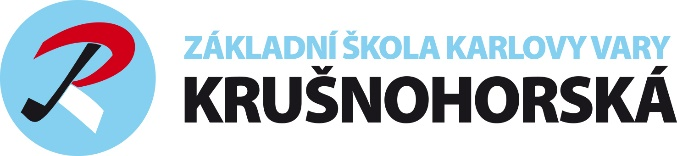 ZÁKLADNÍ ŠKOLA KARLOVY VARY
KRUŠNOHORSKÁ